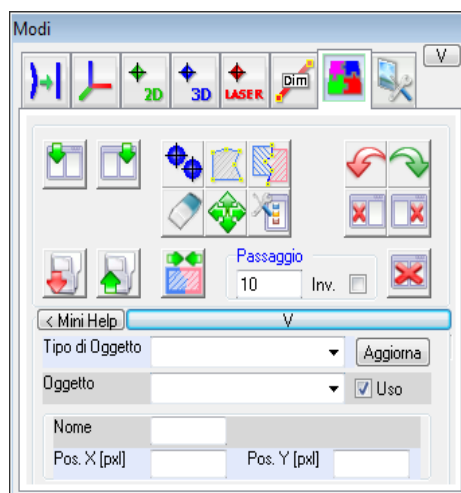 Modi
V
2D
3D
LASER
Dim
Passaggio
10
Inv.
< Mini Help
V
Tipo di Oggetto
Aggiorna
Oggetto
Uso
Nome
Pos. X [pxl]
Pos. Y [pxl]